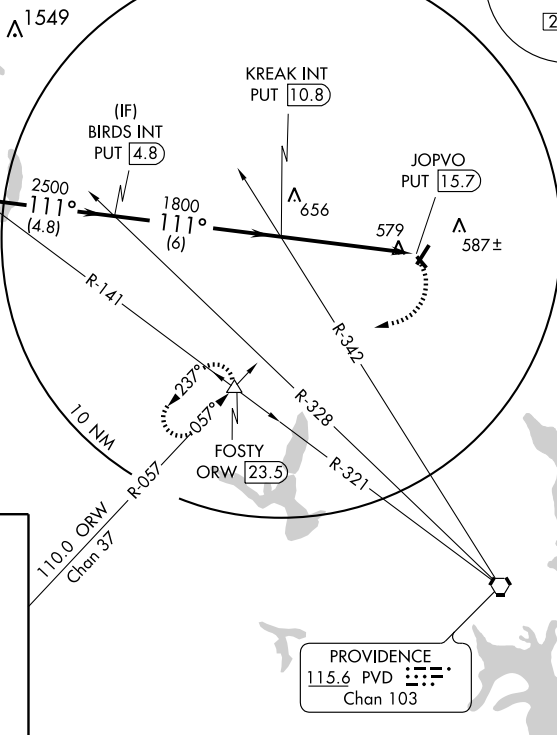 1549
2
KREAK INT
PUT 10.8
(IF)
BIRDS INT
PUT 4.8
JOPVO
PUT 15.7
2500
111°
(4.8)
1800
111°
(6)
656
579
587±
R-141
R-342
237°
057°
R-328
10 NM
FOSTY
ORW 23.5
R-321
R-057
110.0 ORW
Chan 37
PROVIDENCE
115.6 PVD
Chan 103